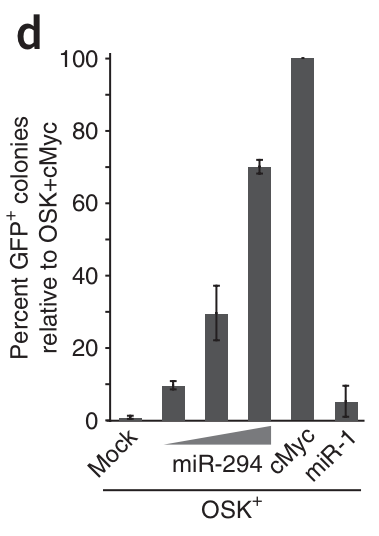 d
Percent GFP⁺ colonies
relative to OSK+cMyc
100
80
60
40
20
0
Mock
miR-294
cMyc
miR-1
OSK⁺